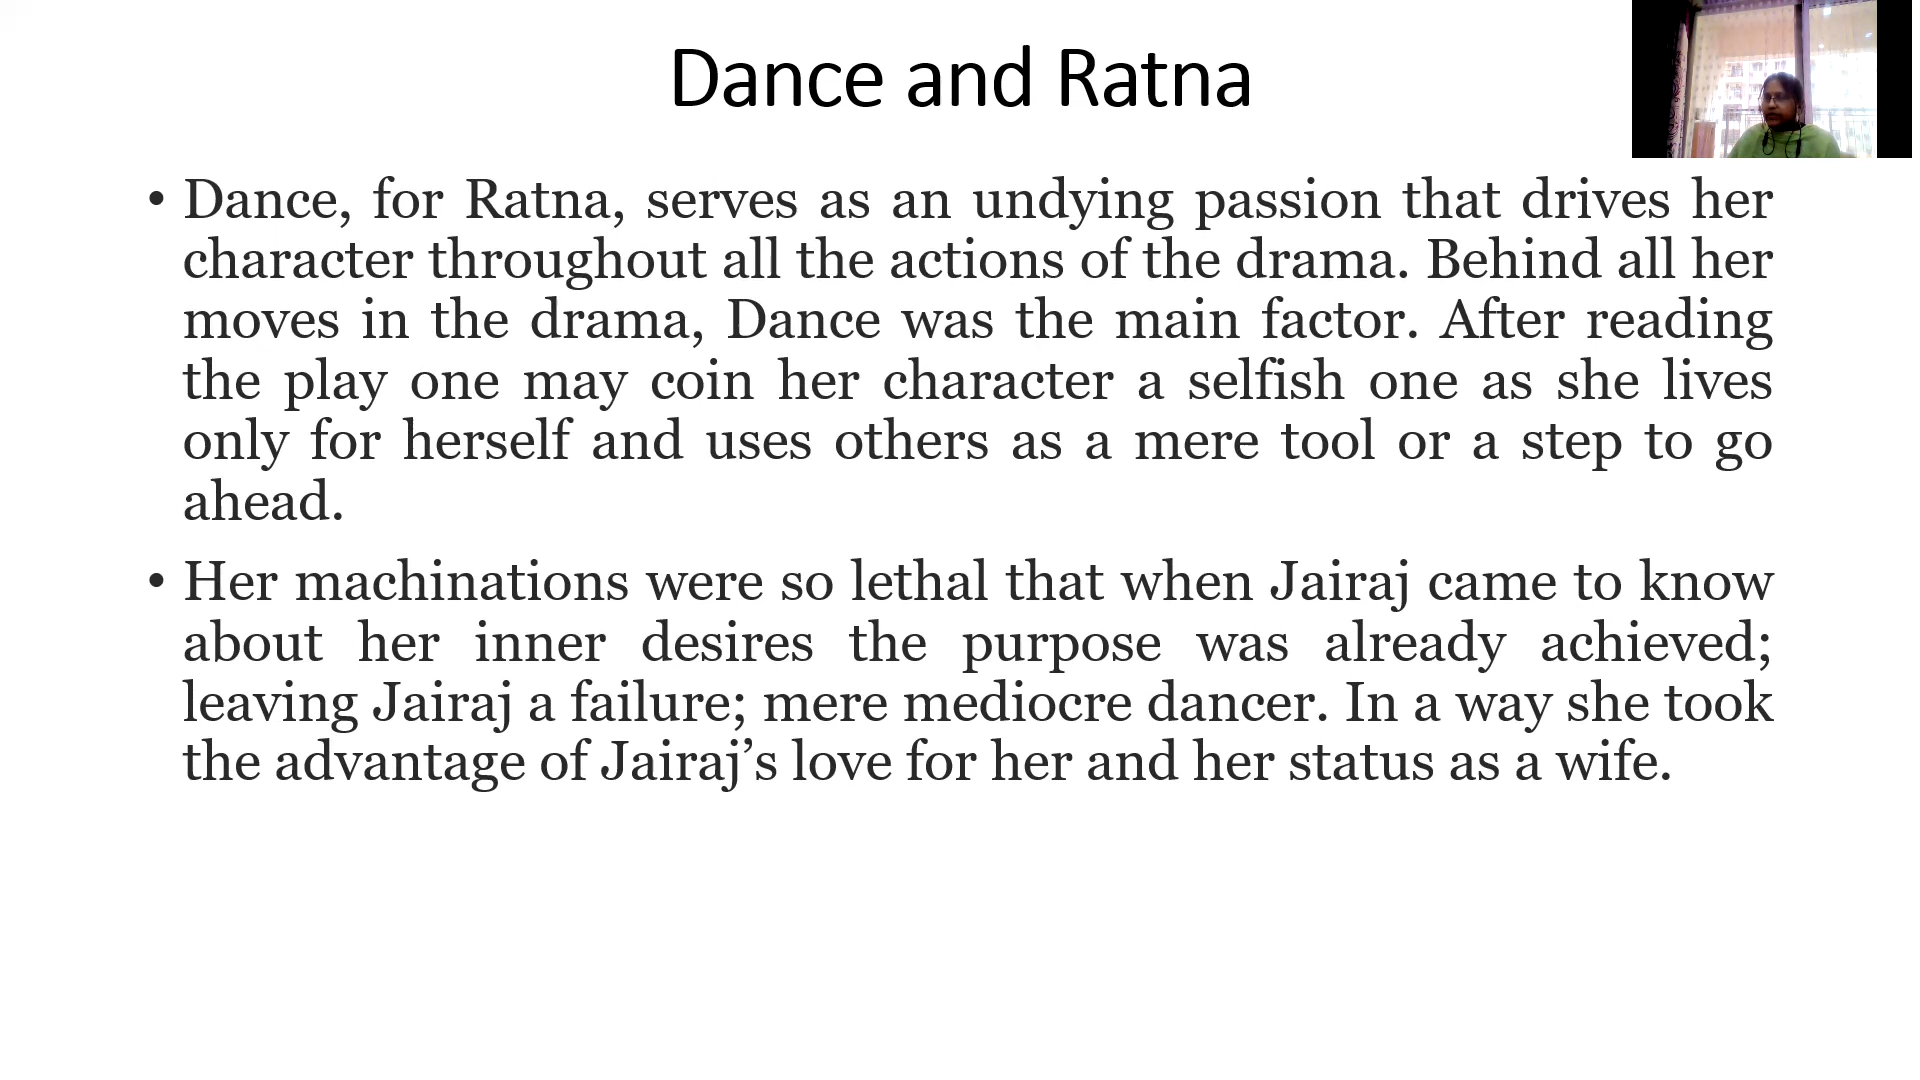 Dance and Ratna
• Dance, for Ratna, serves as an undying passion that drives her
character throughout all the actions of the drama. Behind all her
moves in the drama, Dance was the main factor. After reading
the play one may coin her character a selfish one as she lives
only for herself and uses others as a mere tool or a step to go
ahead.
• Her machinations were so lethal that when Jairaj came to know
about her inner desires the purpose was already achieved;
leaving Jairaj a failure; mere mediocre dancer. In a way she took
the advantage of Jairaj’s love for her and her status as a wife.